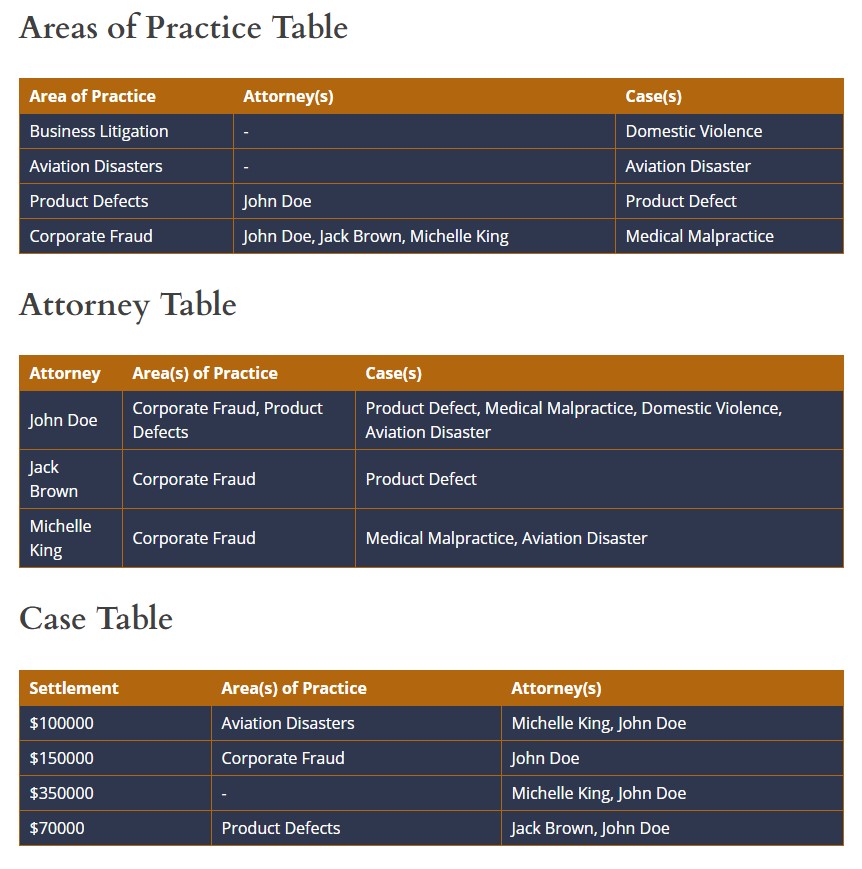 Areas of Practice Table
Area of Practice Attorney(s) Case(s)
Business Litigation - Domestic Violence
Aviation Disasters - Aviation Disaster
Product Defects John Doe Product Defect
Corporate Fraud John Doe, Jack Brown, Michelle King Medical Malpractice
Attorney Table
Attorney Area(s) of Practice Case(s)
John Doe
Corporate Fraud, Product
Defects
Product Defect, Medical Malpractice, Domestic Violence,
Aviation Disaster
Jack
Brown
Corporate Fraud
Product Defect
Michelle
King
Corporate Fraud
Medical Malpractice, Aviation Disaster
Case Table
Settlement Area(s) of Practice Attorney(s)
$100000 Aviation Disasters Michelle King, John Doe
$150000 Corporate Fraud John Doe
$350000 - Michelle King, John Doe
$70000 Product Defects Jack Brown, John Doe